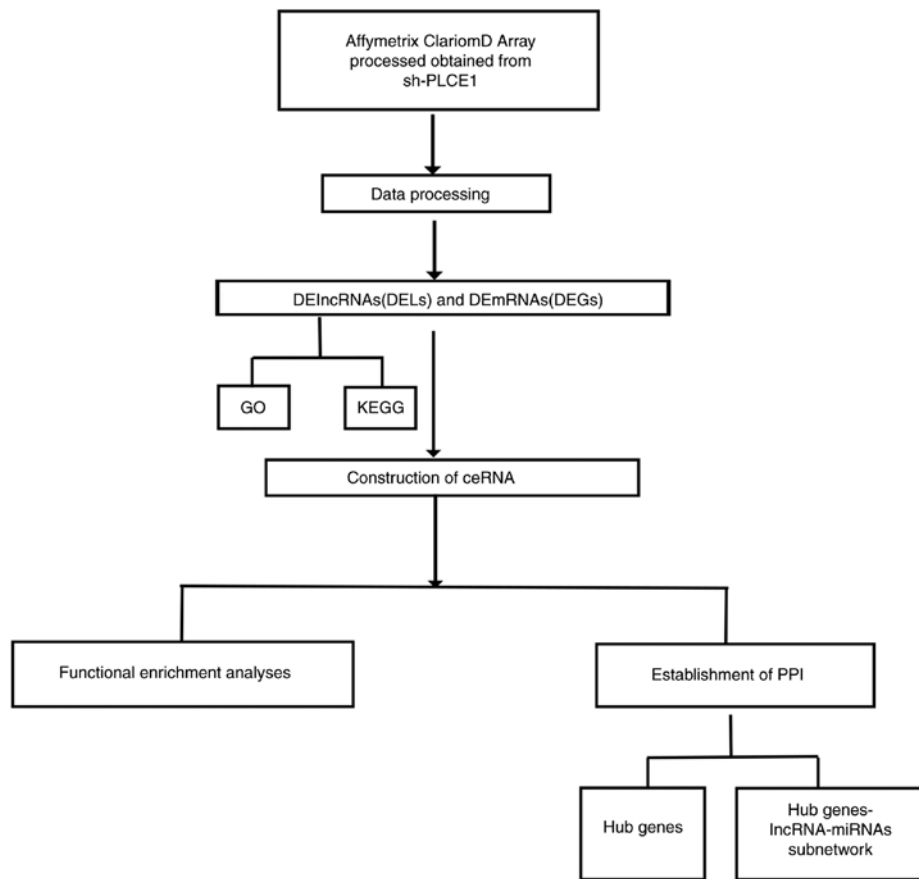 Affymetrix ClariomD Array
processed obtained from
sh-PLCE1
Data processing
DElncRNAs(DELs) and DEmRNAs(DEGs)
GO
KEGG
Construction of ceRNA
Functional enrichment analyses
Establishment of PPI
Hub genes
Hub genes-
lncRNA-miRNAs
subnetwork